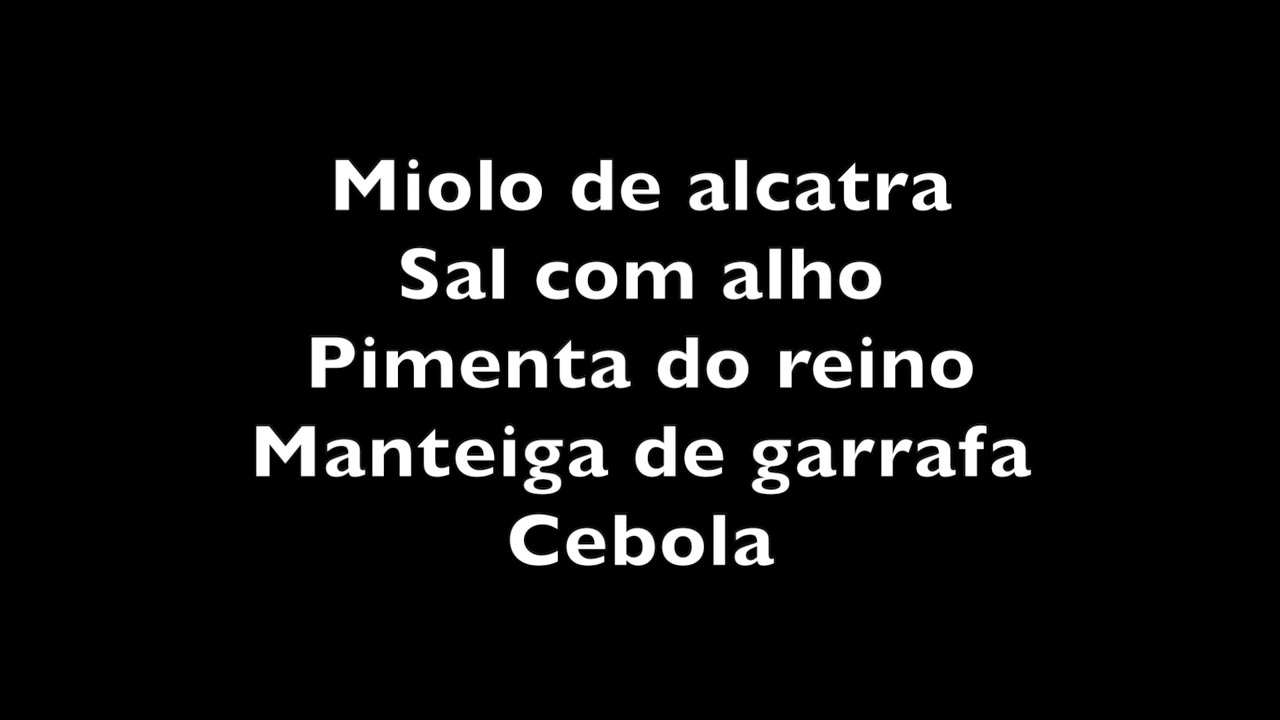 Miolo de alcatra
Sal com alho
Pimenta do reino
Manteiga de garrafa
Cebola